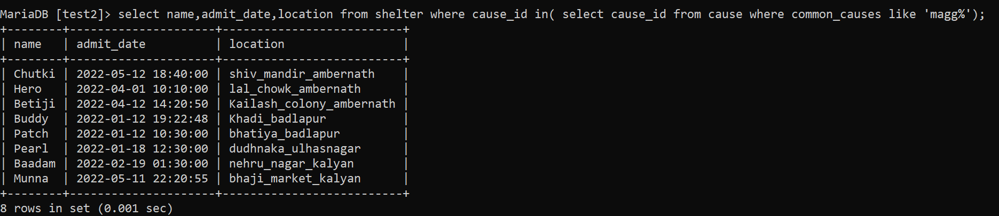 MariaDB [test2]> select name,admit_date,location from shelter where cause_id in( select cause_id from cause where common_causes like 'magg%');
+--------+---------------------+--------------------------+
| name   | admit_date          | location                 |
+--------+---------------------+--------------------------+
| Chutki | 2022-05-12 18:40:00 | shiv_mandir_ambernath    |
| Hero   | 2022-04-01 10:10:00 | lal_chowk_ambernath      |
| Betiji | 2022-04-12 14:20:50 | Kailash_colony_ambernath |
| Buddy  | 2022-01-12 19:22:48 | Khadi_badlapur           |
| Patch  | 2022-01-12 10:30:00 | bhatiya_badlapur         |
| Pearl  | 2022-01-18 12:30:00 | dudhnaka_ulhasnagar      |
| Baadam | 2022-02-19 01:30:00 | nehru_nagar_kalyan       |
| Munna  | 2022-05-11 22:20:55 | bhaji_market_kalyan      |
+--------+---------------------+--------------------------+
8 rows in set (0.001 sec)